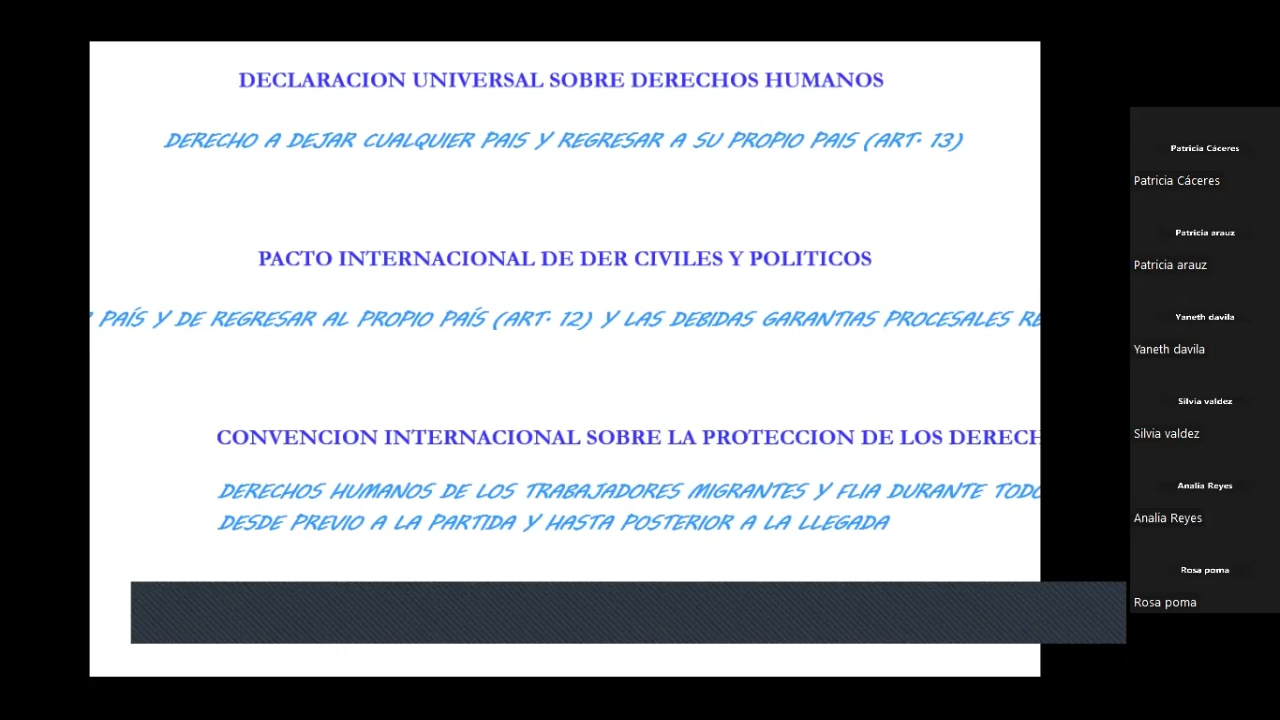 DECLARACION UNIVERSAL SOBRE DERECHOS HUMANOS
DERECHO A DEJAR CUALQUIER PAIS Y REGRESAR A SU PROPIO PAIS (ART. 13)
PACTO INTERNACIONAL DE DER CIVILES Y POLITICOS
PAÍS Y DE REGRESAR AL PROPIO PAÍS (ART. 12) Y LAS DEBIDAS GARANTIAS PROCESALES
CONVENCION INTERNACIONAL SOBRE LA PROTECCION DE LOS
DERECHOS HUMANOS DE LOS TRABAJADORES MIGRANTES Y FLIA DURANTE
DESDE PREVIO A LA PARTIDA Y HASTA POSTERIOR A LA LLEGADA
Patricia Cáceres
Patricia Cáceres
Patricia arauz
Patricia arauz
Yaneth davila
Yaneth davila
Silvia valdez
Silvia valdez
Analía Reyes
Analía Reyes
Rosa poma
Rosa poma